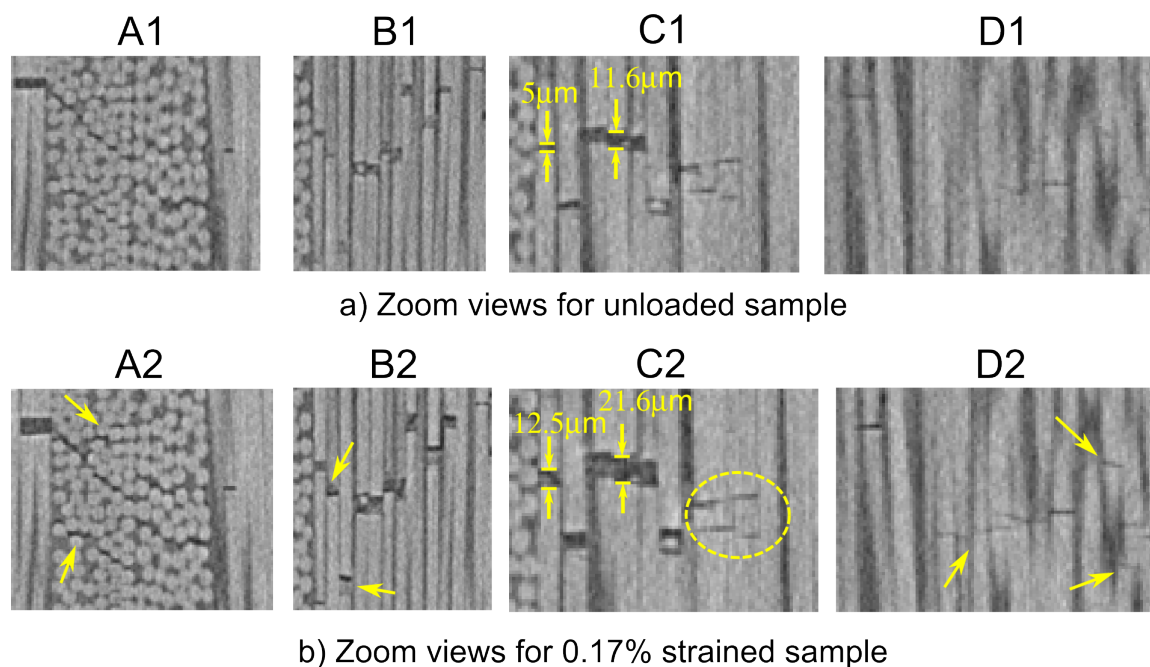 A1 B1 C1 D1
5μm 11.6μm
a) Zoom views for unloaded sample
A2 B2 C2 D2
12.5μm 21.6μm
b) Zoom views for 0.17% strained sample